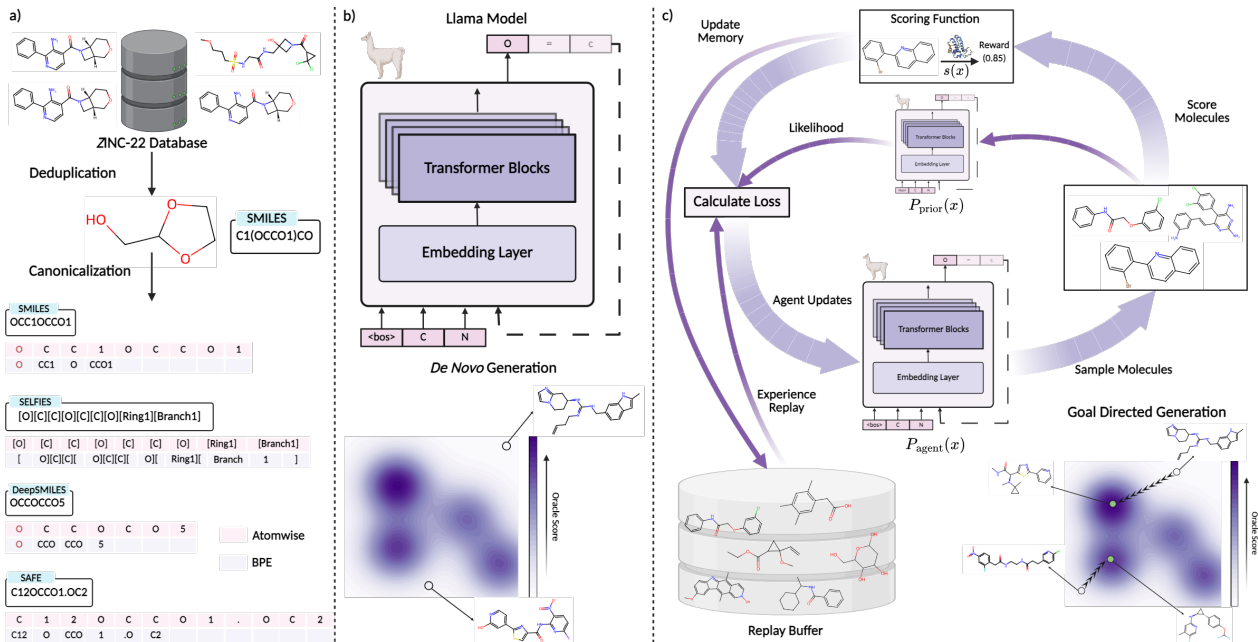 a)
ZINC-22 Database
Deduplication
HO
O
O
SMILES
C1(OCCO1)CO
Canonicalization
SMILES
OCC1OCCO1
O C C 1 O C C O 1
O CC1 O CCO1
SELFIES
[O][C][C][O][C][C][O][Ring1][Branch1]
[O] [C] [C] [O] [C] [C] [O] [Ring1] [Branch1]
[ O][C][C][ O][C][C][ O][ Ring1][ Branch 1 ]
DeepSMILES
OCCOCCO5
O C C O C O 5
O CCO CCO 5
Atomwise
BPE
SAFE
C12OCCO1.OC2
C 1 2 O C C O 1 . O C 2
C12 O CCO 1 .O C2
b)
Llama Model
O = C
Transformer Blocks
Embedding Layer
<bos> C N
De Novo Generation
Oracle Score
c)
Update
Memory
Scoring Function
s(x)
Reward
(0.85)
Score
Molecules
Likelihood
Transformer Blocks
Embedding Layer
<bos> C N
Pprior(x)
Calculate Loss
Agent Updates
O = C
Transformer Blocks
Embedding Layer
<bos> C N
Pagent(x)
Sample Molecules
Experience
Replay
Replay Buffer
Goal Directed Generation
Oracle Score